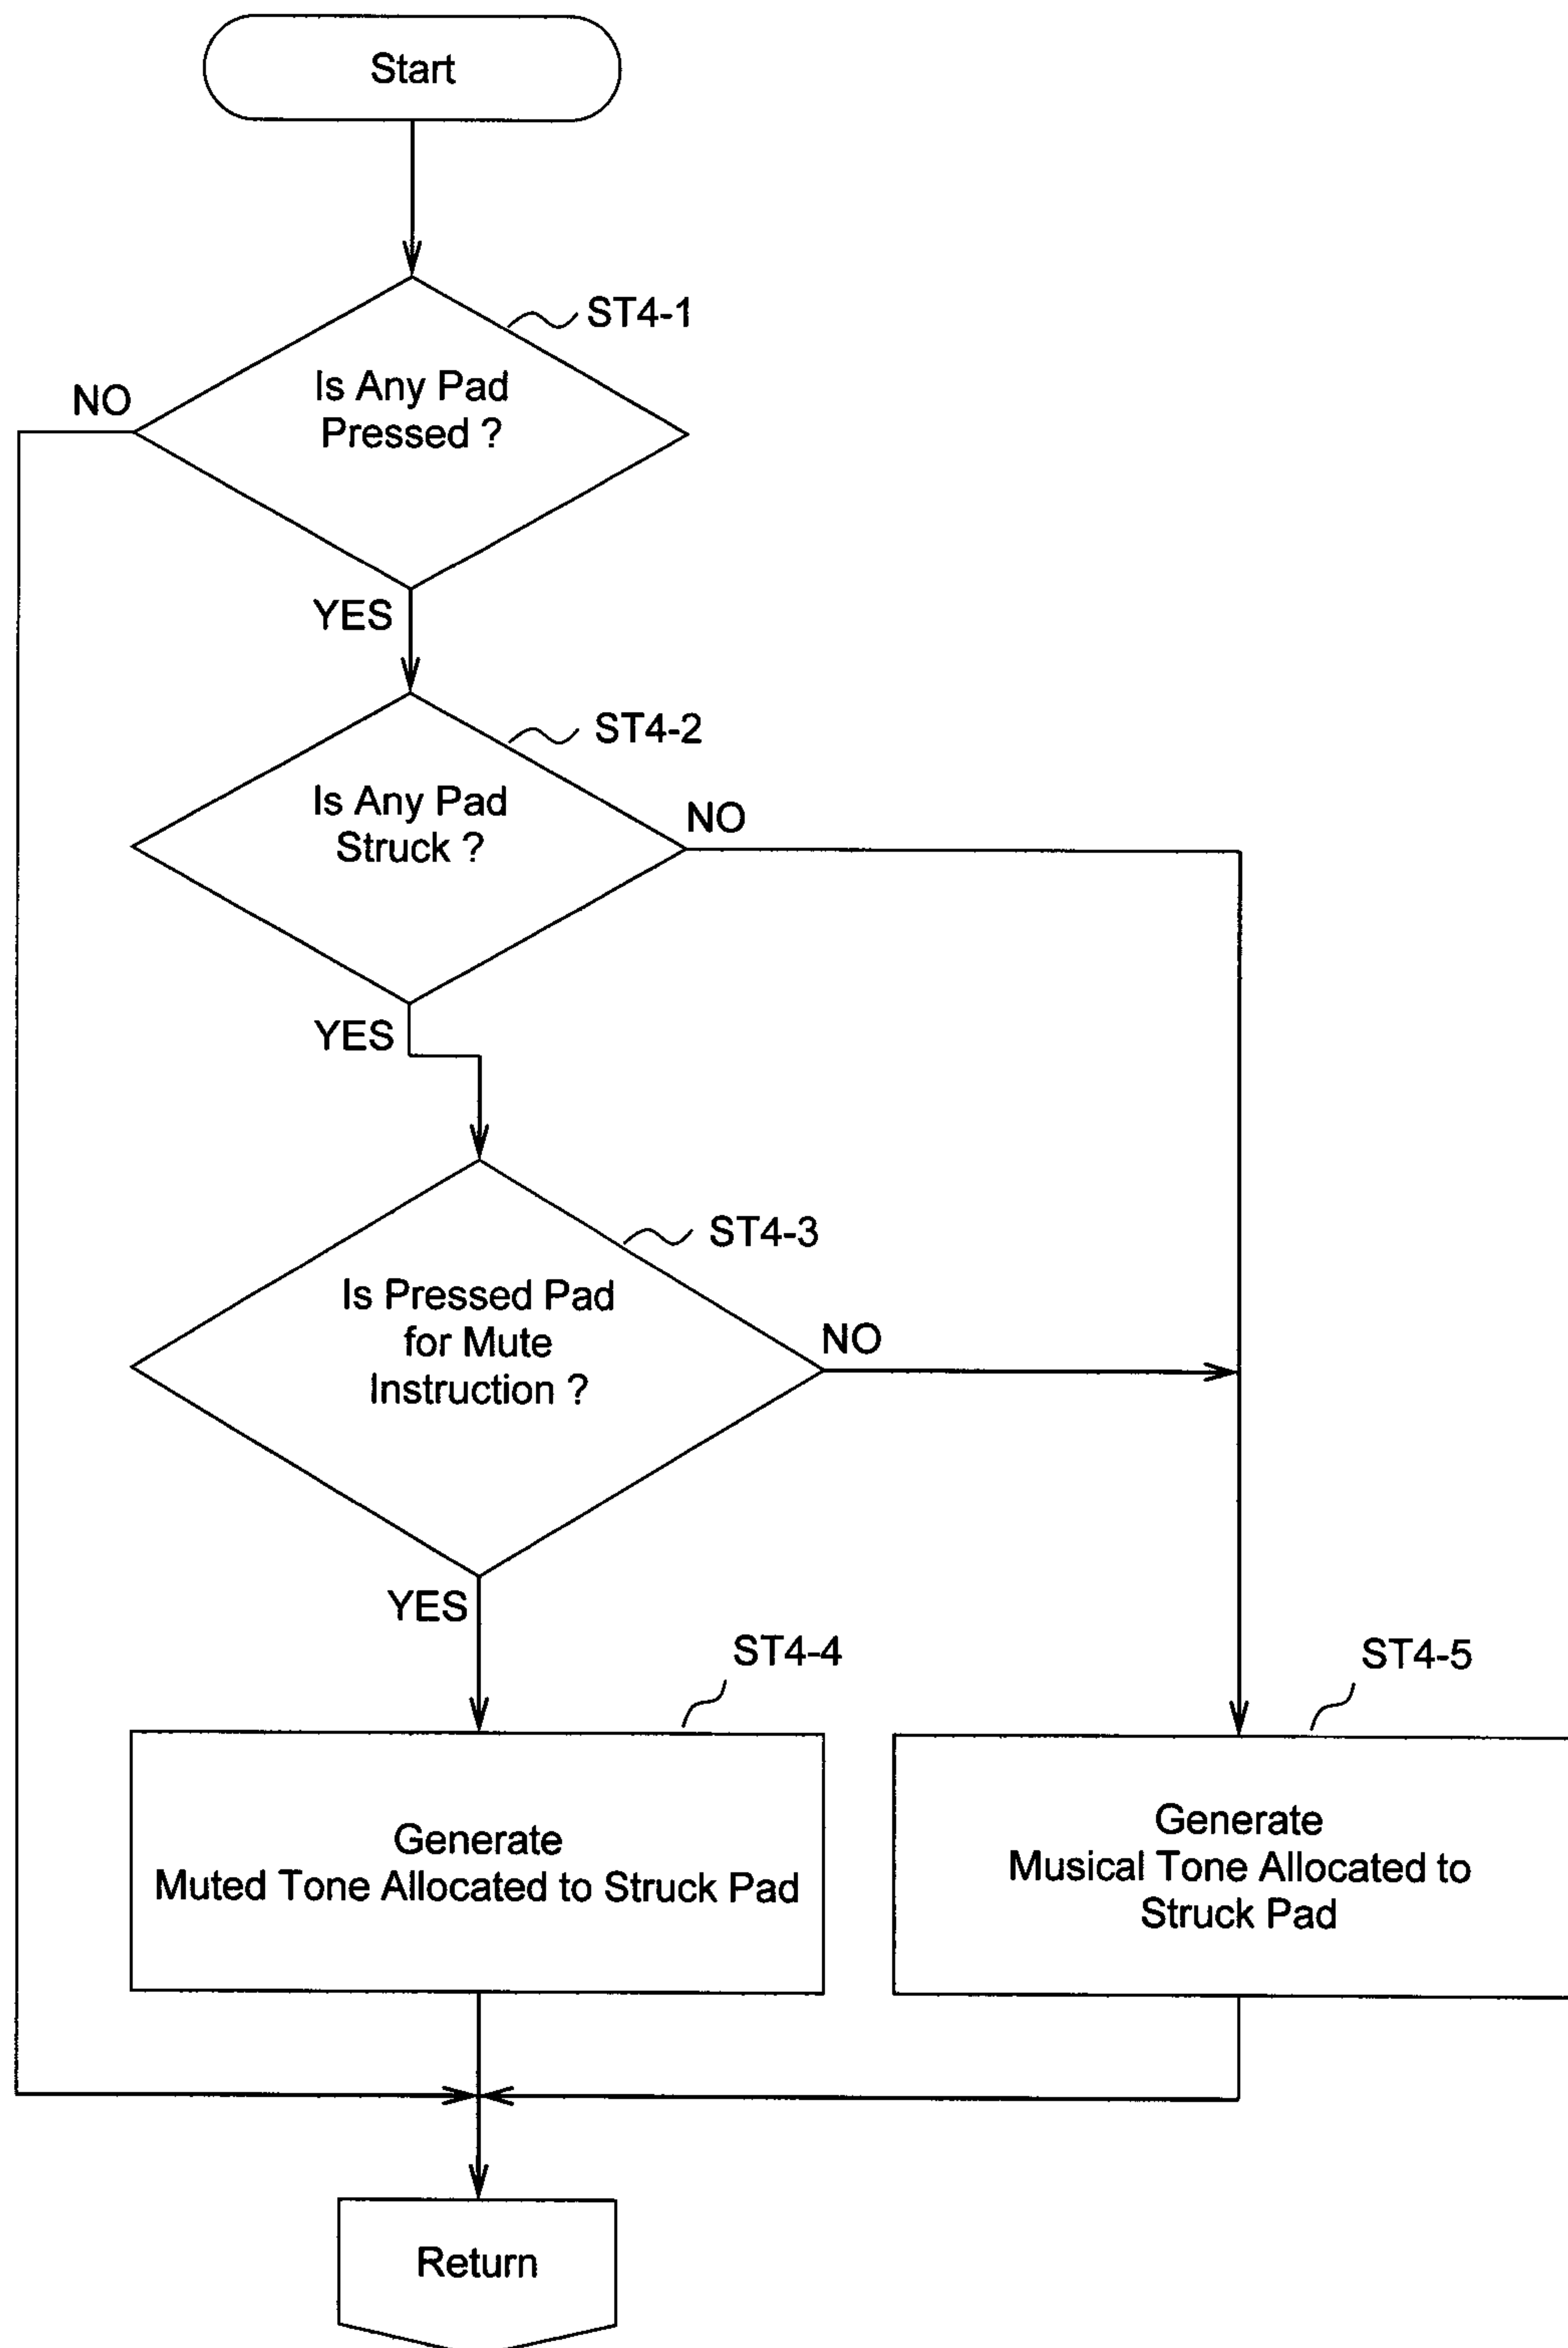 Start
ST4-1
Is Any Pad
Pressed ?
NO
YES
ST4-2
Is Any Pad
Struck ?
NO
YES
ST4-3
Is Pressed Pad
for Mute
Instruction ?
NO
YES
ST4-4
Generate
Muted Tone Allocated to Struck Pad
ST4-5
Generate
Musical Tone Allocated to
Struck Pad
Return